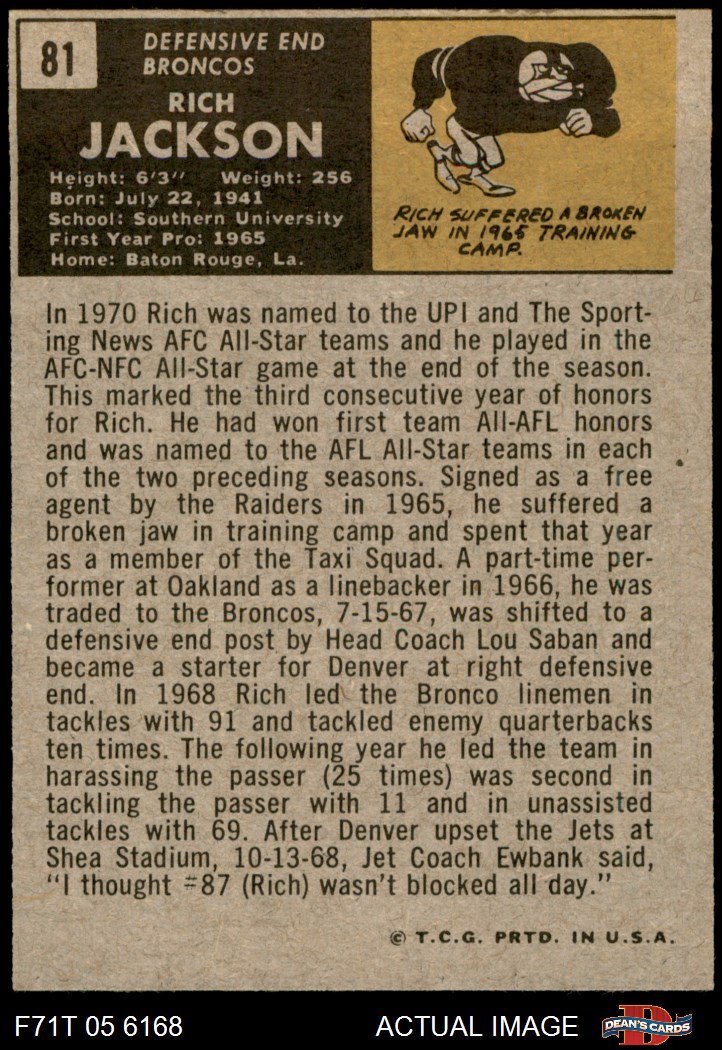 81
DEFENSIVE END
BRONCOS
RICH
JACKSON
Height: 6'3" Weight: 256
Born: July 22, 1941
School: Southern University
First Year Pro: 1965
Home: Baton Rouge, La.
RICH SUFFERED A BROKEN
JAW IN 1965 TRAINING
CAMP.
In 1970 Rich was named to the UPI and The Sport-
ing News AFC All-Star teams and he played in the
AFC-NFC All-Star game at the end of the season.
This marked the third consecutive year of honors
for Rich. He had won first team All-AFL honors
and was named to the AFL All-Star teams in each
of the two preceding seasons. Signed as a free
agent by the Raiders in 1965, he suffered a
broken jaw in training camp and spent that year
as a member of the Taxi Squad. A part-time per-
former at Oakland as a linebacker in 1966, he was
traded to the Broncos, 7-15-67, was shifted to a
defensive end post by Head Coach Lou Saban and
became a starter for Denver at right defensive
end. In 1968 Rich led the Bronco linemen in
tackles with 91 and tackled enemy quarterbacks
ten times. The following year he led the team in
harassing the passer (25 times) was second in
tackling the passer with 11 and in unassisted
tackles with 69. After Denver upset the Jets at
Shea Stadium, 10-13-68, Jet Coach Ewbank said,
"I thought #87 (Rich) wasn't blocked all day."
© T.C.G. PRTD. IN U.S.A.
F71T 05 6168 ACTUAL IMAGE D DEAN'S CARDS